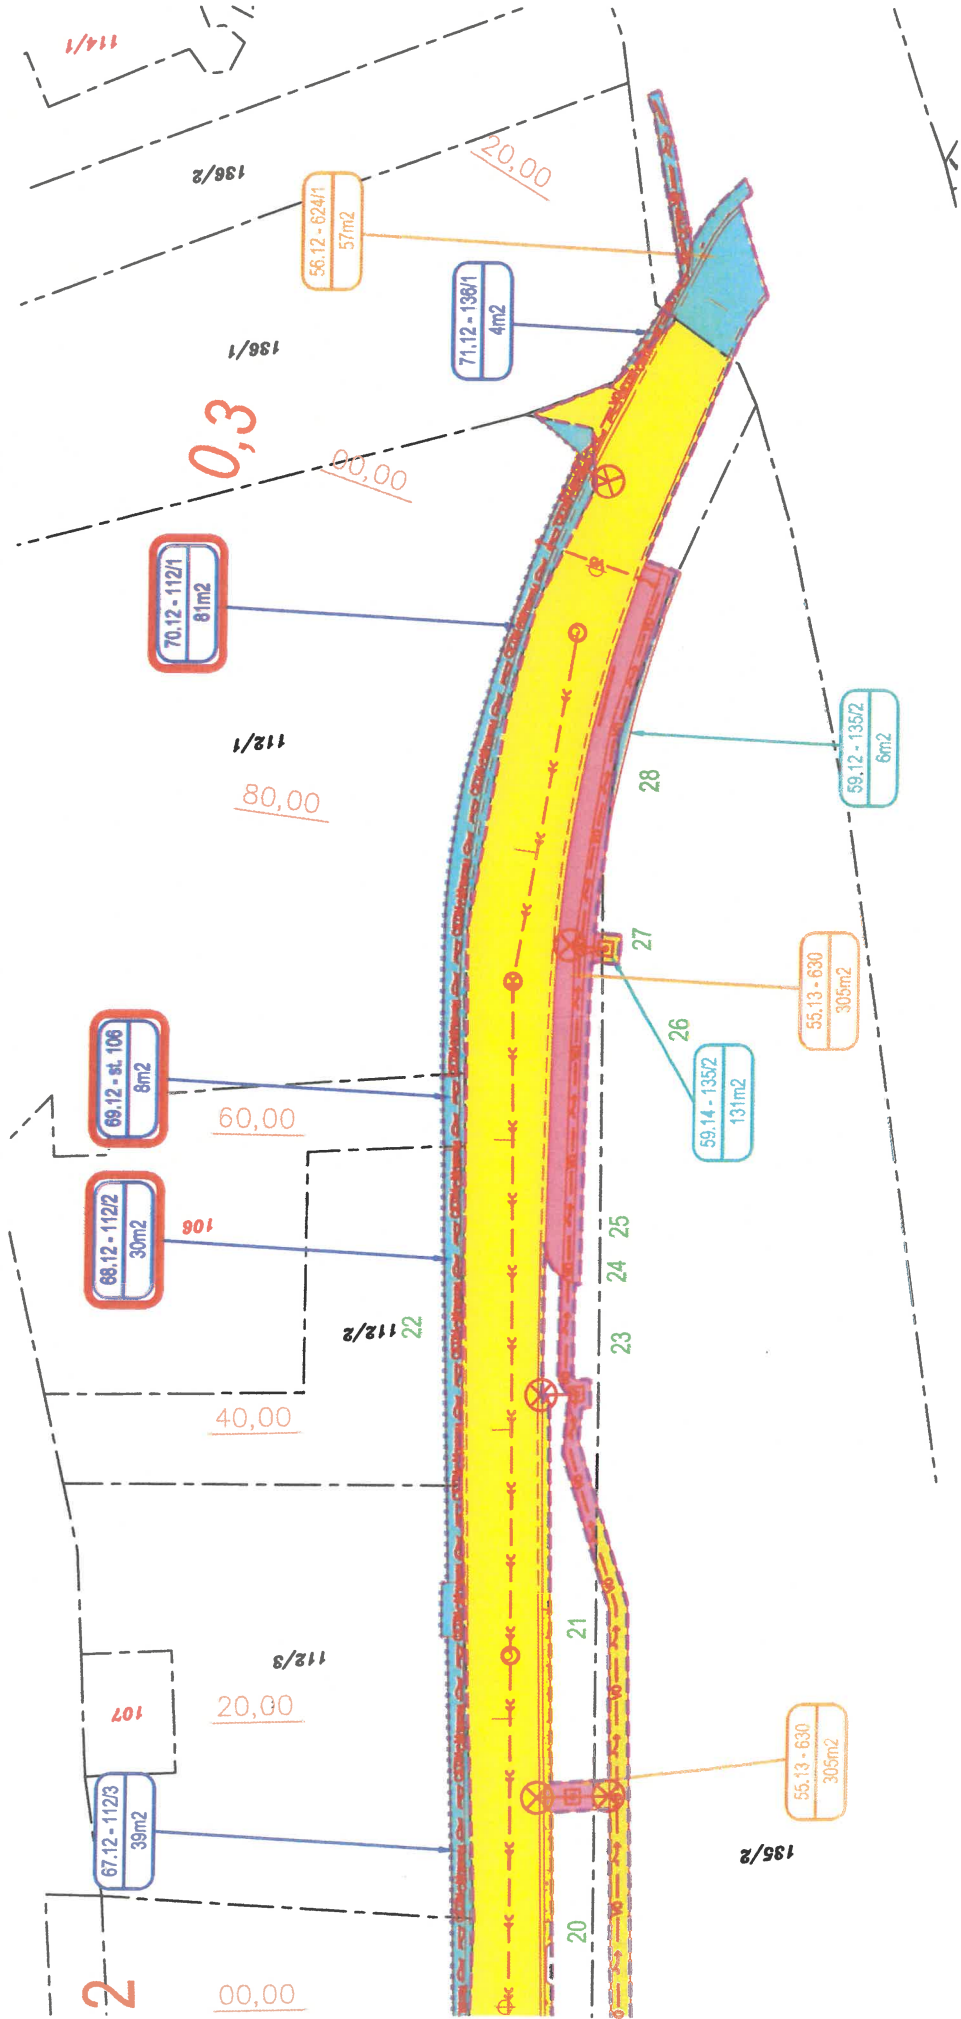 114/1
136/2
20,00
56.12 - 624/1
57m2
71.12 - 136/1
4m2
136/1
0,3
00,00
70.12 - 112/1
81m2
112/1
80,00
59.12 - 135/2
6m2
28
27
55.13 - 630
305m2
26
59.14 - 135/2
131m2
69.12 - st. 106
8m2
60,00
68.12 - 112/2
30m2
106
112/2
22
25
24
23
40,00
21
112/3
107
20,00
67.12 - 112/3
39m2
55.13 - 630
305m2
135/2
20
2
00,00